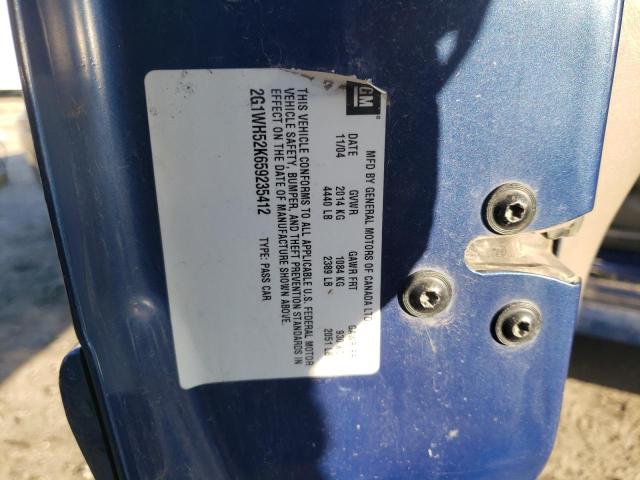 GM
MFD BY GENERAL MOTORS OF CANADA LTD
DATE GVWR GAWR FRT
11/04 2014 KG 1084 KG
4440 LB 2389 LB 2051
THIS VEHICLE CONFORMS TO ALL APPLICABLE U.S. FEDERAL MOTOR
VEHICLE SAFETY, BUMPER, AND THEFT PREVENTION STANDARDS IN
EFFECT ON THE DATE OF MANUFACTURE SHOWN ABOVE.
2G1WH52K659235412 TYPE: PASS CAR